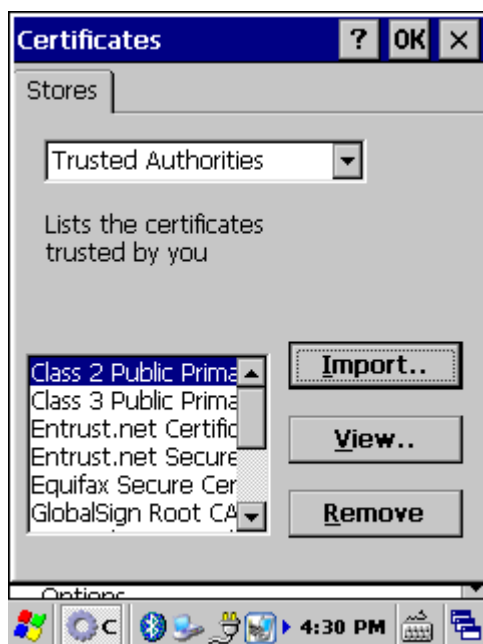 Certificates ? OK ×
Stores
Trusted Authorities
Lists the certificates
trusted by you
Class 2 Public Prima
Class 3 Public Prima
Entrust.net Certific
Entrust.net Secure
Equifax Secure Cer
GlobalSign Root CA
Import..
View..
Remove
Options
C 4:30 PM